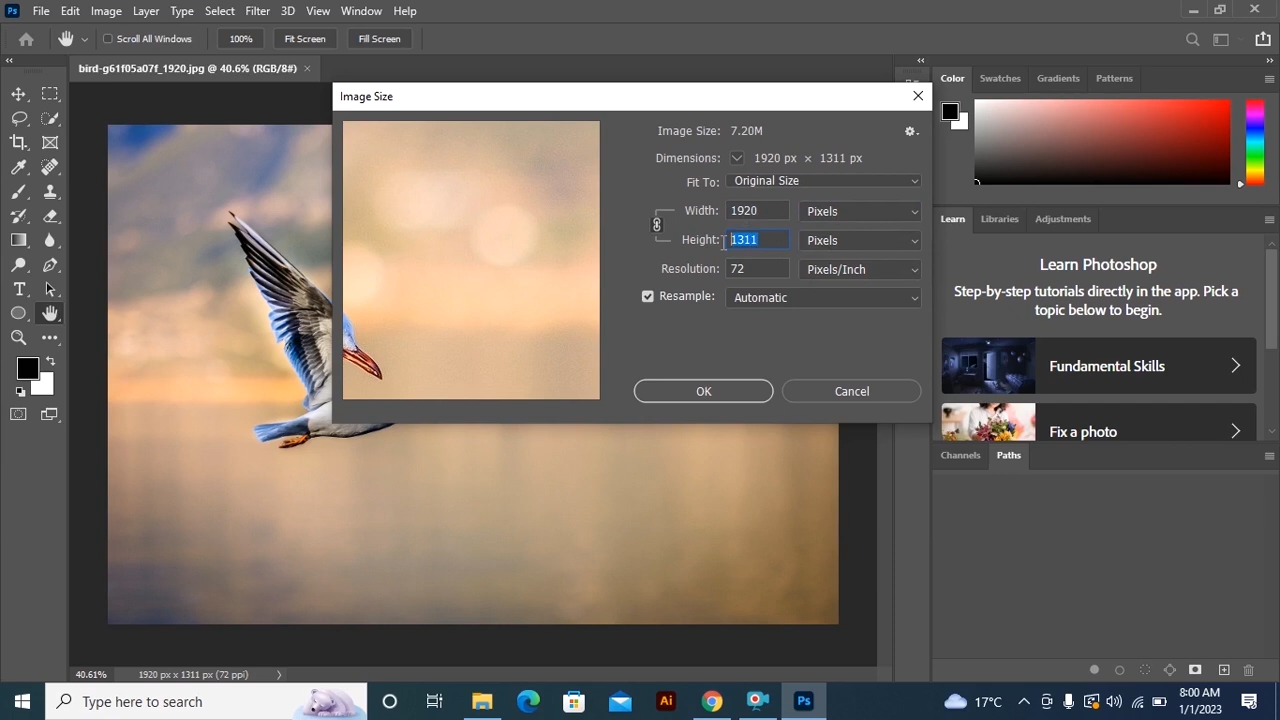 Ps File Edit Image Layer Type Select Filter 3D View Window Help
Scroll All Windows 100% Fit Screen Fill Screen
bird-g61f05a07f_1920.jpg @ 40.6% (RGB/8#) ×
Image Size
Image Size: 7.20M
Dimensions: 1920 px × 1311 px
Fit To: Original Size
Width: 1920 Pixels
Height: 1311 Pixels
Resolution: 72 Pixels/Inch
Resample: Automatic
OK Cancel
Color Swatches Gradients Patterns
Learn Libraries Adjustments
Learn Photoshop
Step-by-step tutorials directly in the app. Pick a
topic below to begin.
Fundamental Skills
Fix a photo
Channels Paths
40.61% 1920 px x 1311 px (72 ppi)
Type here to search
Ai
Ps
17°C
8:00 AM
1/1/2023